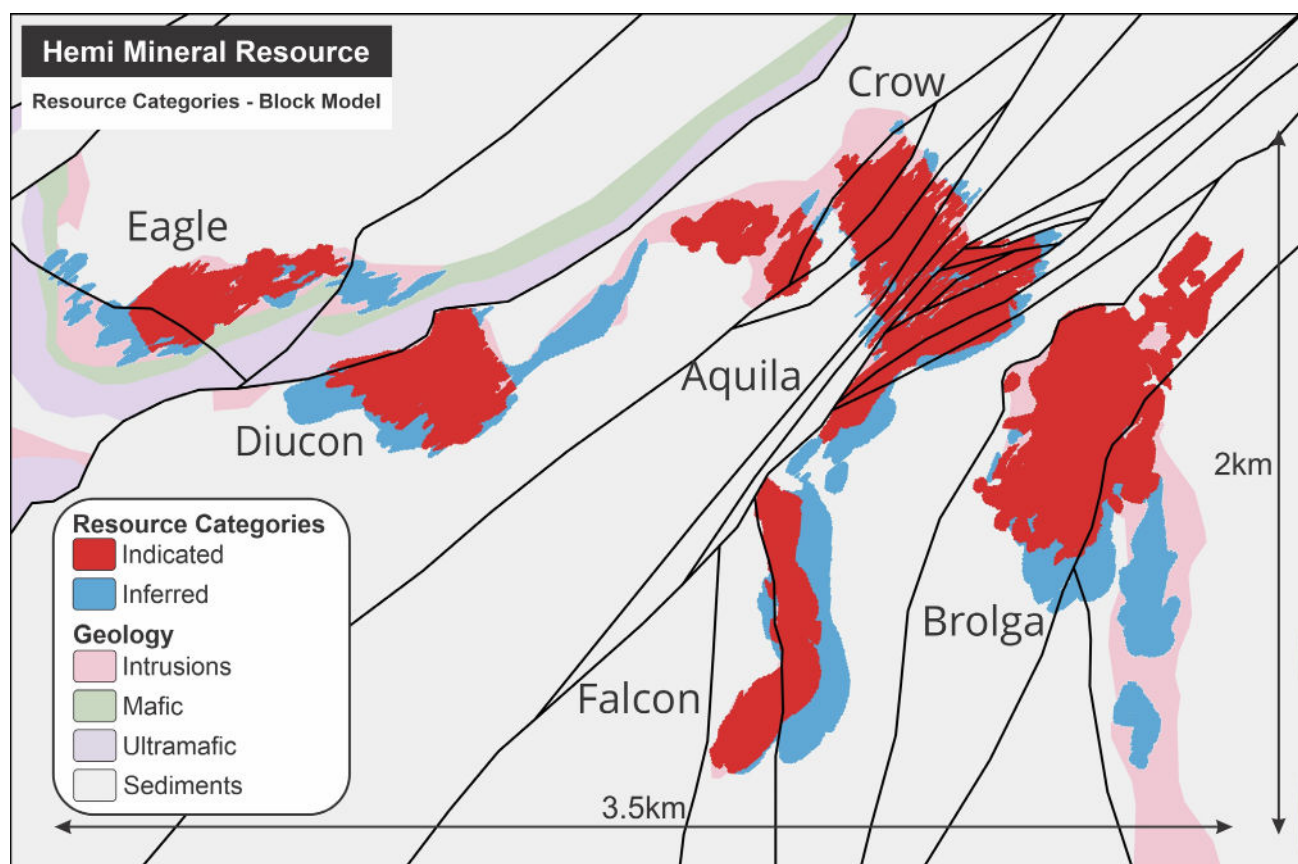 Hemi Mineral Resource
Resource Categories - Block Model
Crow
Eagle
Aquila
Diucon
2km
Resource Categories
Indicated
Inferred
Geology
Intrusions
Mafic
Ultramafic
Sediments
Brolga
Falcon
3.5km